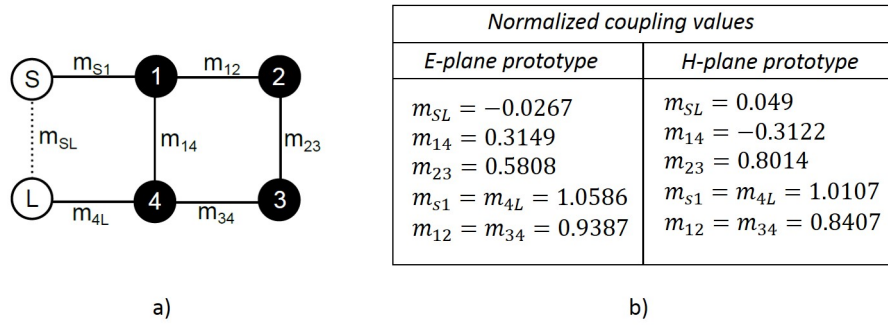 m_S1 m_12
S 1 2
m_SL m_14 m_23
L 4 3
m_4L m_34
a)
Normalized coupling values
E-plane prototype H-plane prototype
m_SL = −0.0267
m_14 = 0.3149
m_23 = 0.5808
m_s1 = m_4L = 1.0586
m_12 = m_34 = 0.9387
m_SL = 0.049
m_14 = −0.3122
m_23 = 0.8014
m_s1 = m_4L = 1.0107
m_12 = m_34 = 0.8407
b)